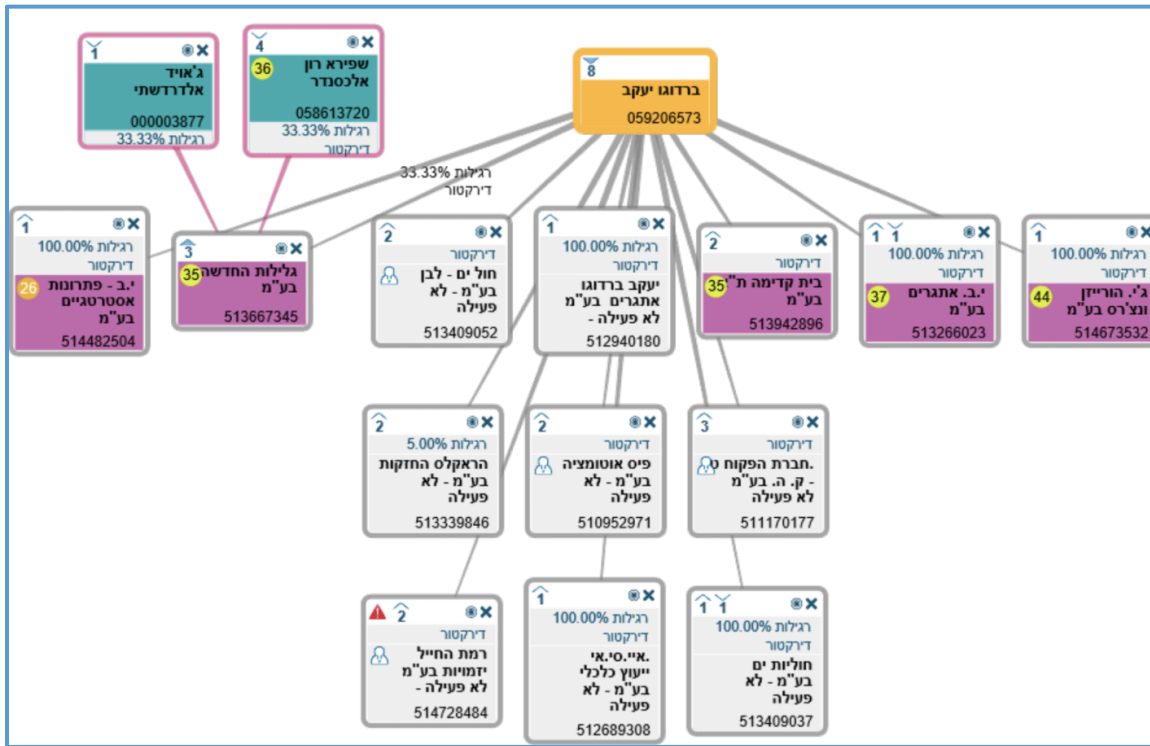 1
ג'אויד
אלדרדשתי
000003877
רגילות 33.33%
4
36
שפירא רון
אלכסנדר
058613720
רגילות 33.33%
דירקטור
8
ברדוגו יעקב
059206573
רגילות 33.33%
דירקטור
1
רגילות 100.00%
דירקטור
26
י.ב - פתרונות
אסטרטגיים
בע"מ
514482504
3
35
גלילות החדשה
בע"מ
513667345
2
דירקטור
חול ים - לבן
בע"מ - לא
פעילה
513409052
1
רגילות 100.00%
דירקטור
יעקב ברדוגו
אתגרים בע"מ
לא פעילה -
512940180
2
דירקטור
35
בית קדימה ת"י
בע"מ
513942896
1 1
רגילות 100.00%
דירקטור
37
י.ב. אתגרים
בע"מ
513266023
1
רגילות 100.00%
דירקטור
44
ג'י. הורייזן
ונצ'רס בע"מ
514673532
2
רגילות 5.00%
הראקלס החזקות
בע"מ - לא
פעילה
513339846
2
דירקטור
פיס אוטומציה
בע"מ - לא
פעילה
510952971
3
דירקטור
.חברת הפקוח
- ק. ה. בע"מ
לא פעילה
511170177
2
דירקטור
רמת החייל
יזמויות בע"מ
לא פעילה -
514728484
1
רגילות 100.00%
דירקטור
.איי.סי.אי
ייעוץ כלכלי
בע"מ - לא
פעילה
512689308
1 1
רגילות 100.00%
דירקטור
חוליות ים
בע"מ - לא
פעילה
513409037